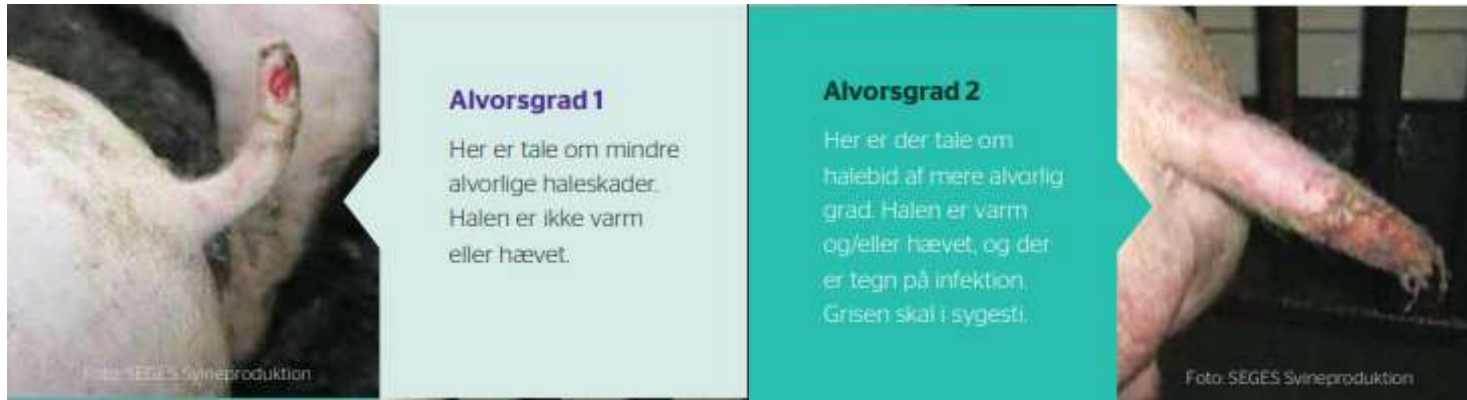 Alvorsgrad 1
Her er tale om mindre
alvorlige haleskader.
Halen er ikke varm
eller hævet.
Foto: SEGES Svineproduktion
Alvorsgrad 2
Her er der tale om
halebid af mere alvorlig
grad. Halen er varm
og/eller hævet, og der
er tegn på infektion.
Grisen skal i sygesti.
Foto: SEGES Svineproduktion